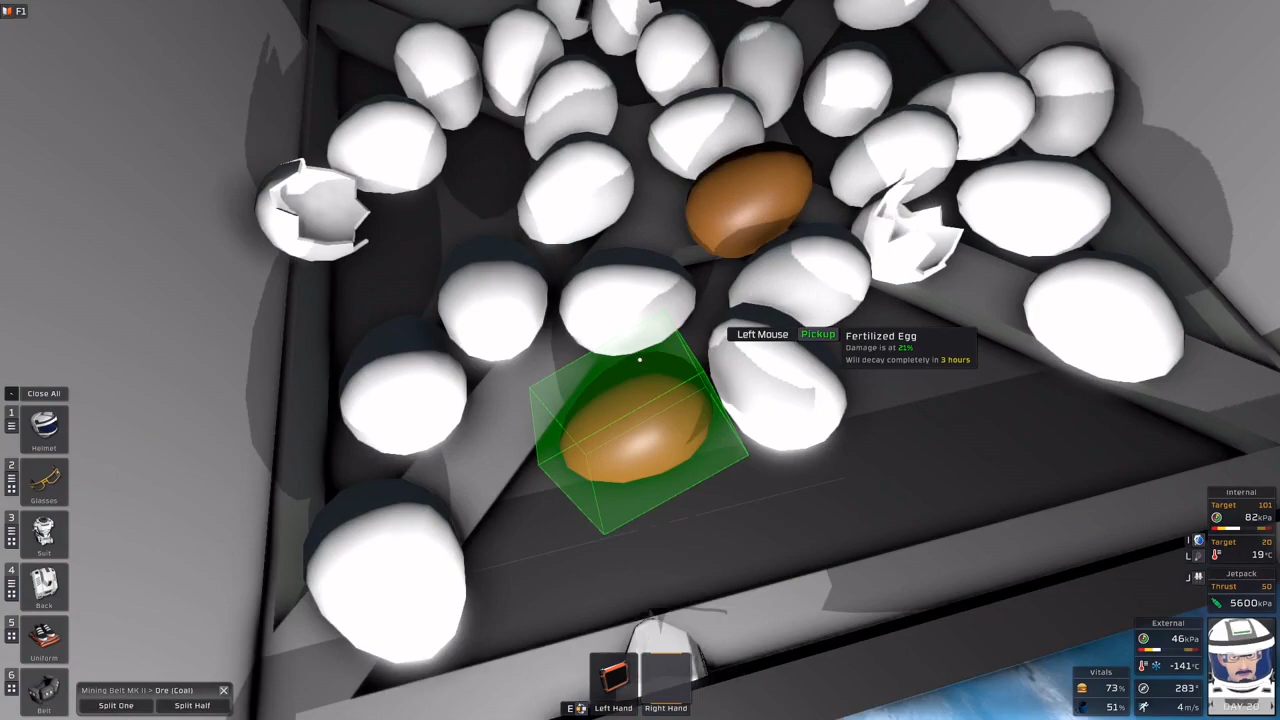 F1
Left Mouse Pickup Fertilized Egg
Damage is at 21%
Will decay completely in 3 hours
- Close All
1
Helmet
2
Glasses
3
Suit
4
Back
5
Uniform
6
Belt
Mining Belt MK II > Ore (Coal)
Split One Split Half
E Left Hand Right Hand
Internal
Target 101
82kPa
Target 20
19°C
I
L
J
Jetpack
Thrust 50
5600kPa
External
46kPa
-141°C
283°
4m/s
Vitals
73%
51%
DAY 20